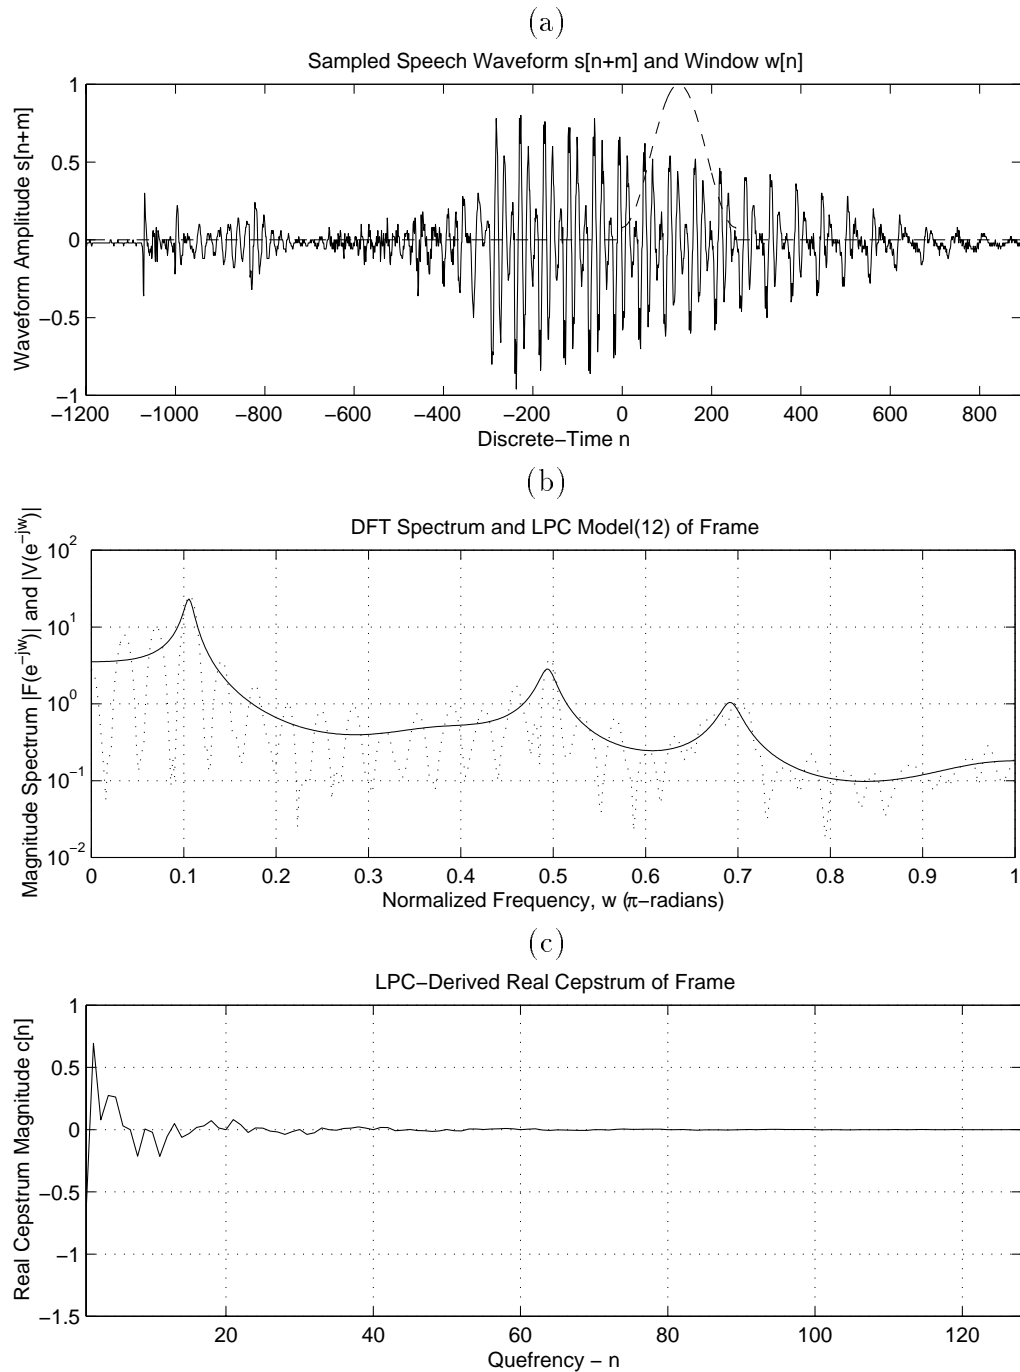 (a)
Sampled Speech Waveform s[n+m] and Window w[n]
Waveform Amplitude s[n+m]
1
0.5
0
−0.5
−1
−1200 −1000 −800 −600 −400 −200 0 200 400 600 800
Discrete−Time n
(b)
DFT Spectrum and LPC Model(12) of Frame
Magnitude Spectrum |F(e^−jw)| and |V(e^−jw)|
10^2
10^1
10^0
10^−1
10^−2
0 0.1 0.2 0.3 0.4 0.5 0.6 0.7 0.8 0.9 1
Normalized Frequency, w (π−radians)
(c)
LPC−Derived Real Cepstrum of Frame
Real Cepstrum Magnitude c[n]
1
0.5
0
−0.5
−1
−1.5
20 40 60 80 100 120
Quefrency − n